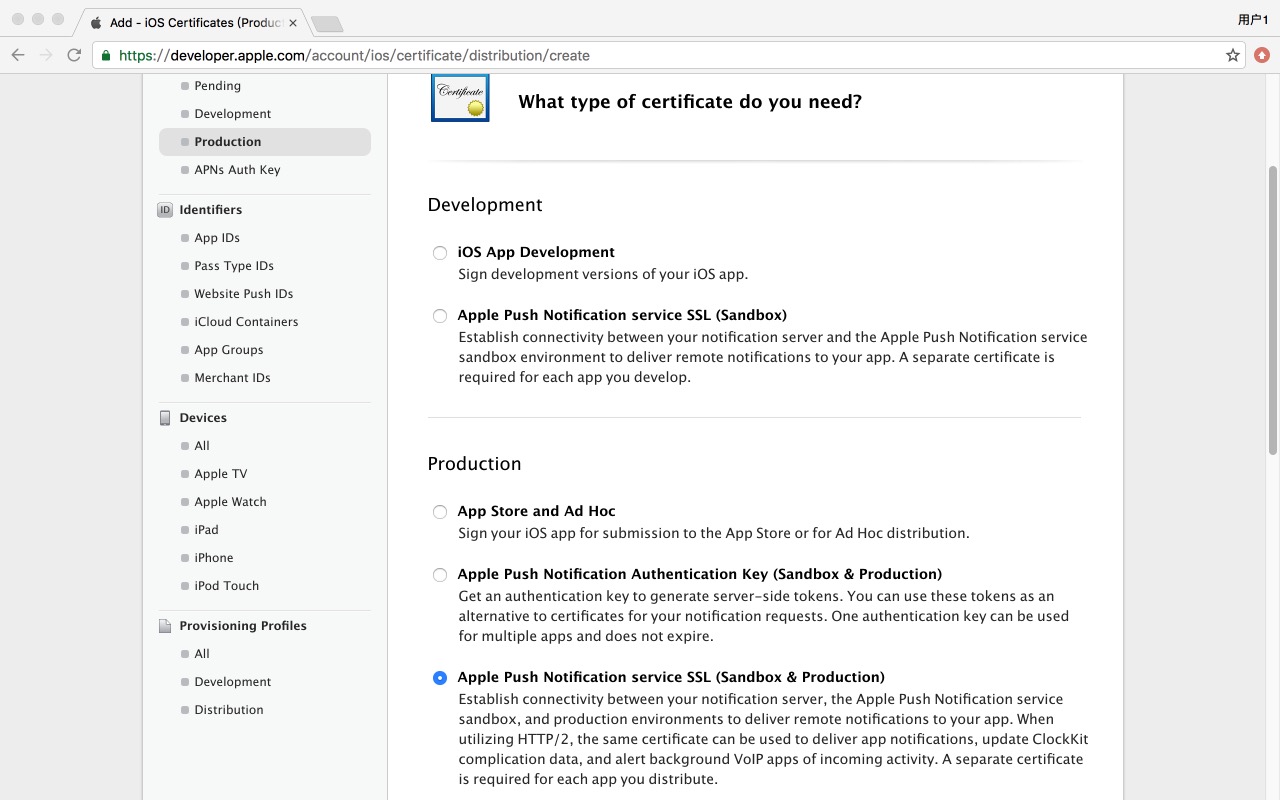 Add - iOS Certificates (Produc
用户1
https://developer.apple.com/account/ios/certificate/distribution/create
Pending
Development
Production
APNs Auth Key
ID Identifiers
App IDs
Pass Type IDs
Website Push IDs
iCloud Containers
App Groups
Merchant IDs
Devices
All
Apple TV
Apple Watch
iPad
iPhone
iPod Touch
Provisioning Profiles
All
Development
Distribution
Certificate
What type of certificate do you need?
Development
iOS App Development
Sign development versions of your iOS app.
Apple Push Notification service SSL (Sandbox)
Establish connectivity between your notification server and the Apple Push Notification service
sandbox environment to deliver remote notifications to your app. A separate certificate is
required for each app you develop.
Production
App Store and Ad Hoc
Sign your iOS app for submission to the App Store or for Ad Hoc distribution.
Apple Push Notification Authentication Key (Sandbox & Production)
Get an authentication key to generate server-side tokens. You can use these tokens as an
alternative to certificates for your notification requests. One authentication key can be used
for multiple apps and does not expire.
Apple Push Notification service SSL (Sandbox & Production)
Establish connectivity between your notification server, the Apple Push Notification service
sandbox, and production environments to deliver remote notifications to your app. When
utilizing HTTP/2, the same certificate can be used to deliver app notifications, update ClockKit
complication data, and alert background VoIP apps of incoming activity. A separate certificate
is required for each app you distribute.